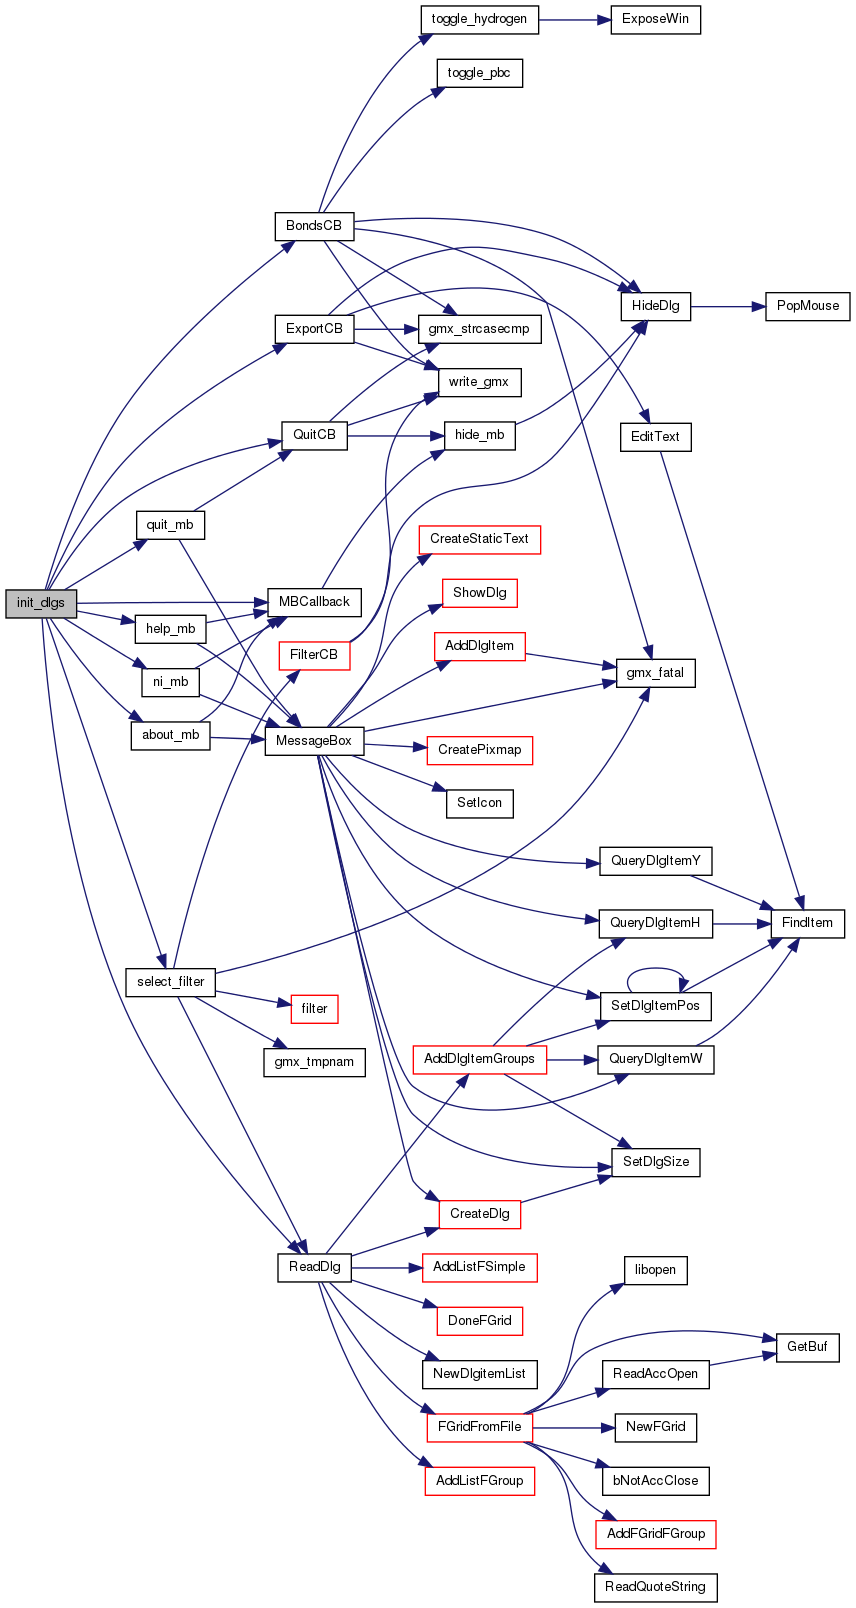 toggle_hydrogen
ExposeWin
toggle_pbc
BondsCB
HideDlg
PopMouse
ExportCB
gmx_strcasecmp
write_gmx
QuitCB
hide_mb
EditText
quit_mb
CreateStaticText
init_dlgs
MBCallback
ShowDlg
help_mb
FilterCB
AddDlgItem
ni_mb
gmx_fatal
about_mb
MessageBox
CreatePixmap
SetIcon
QueryDlgItemY
QueryDlgItemH
FindItem
select_filter
filter
SetDlgItemPos
gmx_tmpnam
AddDlgItemGroups
QueryDlgItemW
SetDlgSize
CreateDlg
ReadDlg
AddListFSimple
libopen
DoneFGrid
GetBuf
NewDlgitemList
ReadAccOpen
FGridFromFile
NewFGrid
AddListFGroup
bNotAccClose
AddFGridFGroup
ReadQuoteString